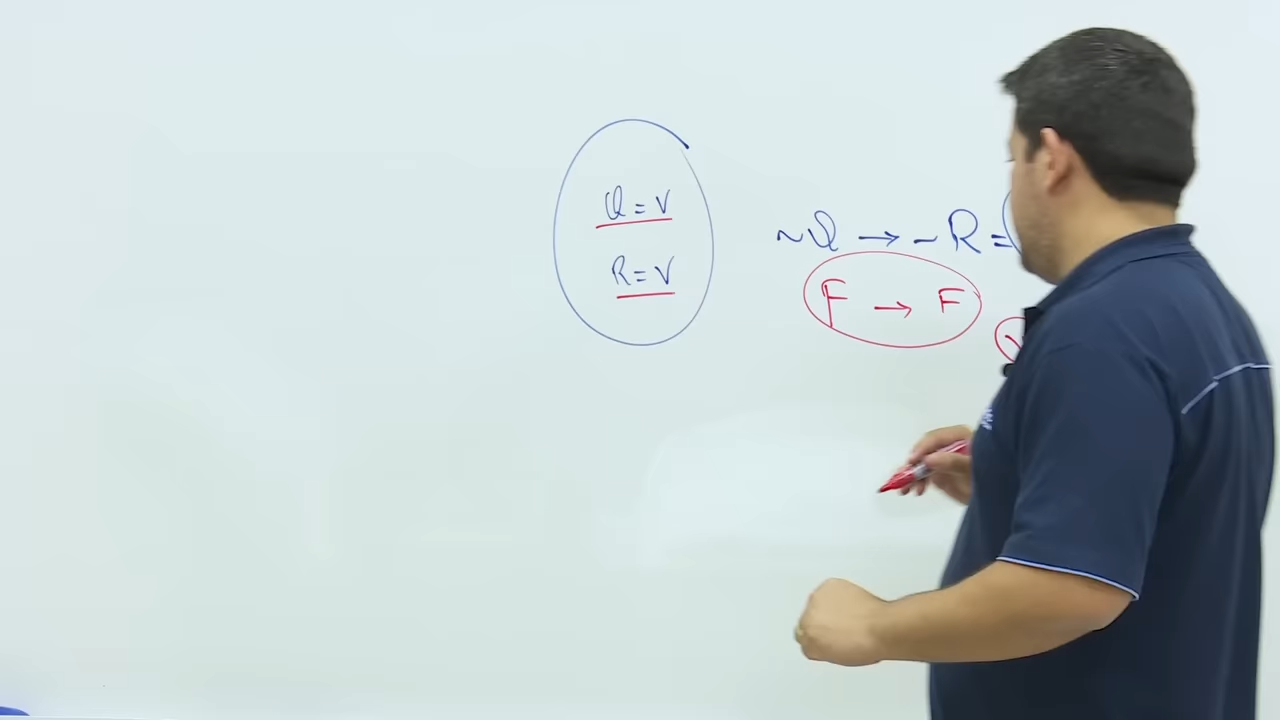 Q = V
R = V
~Q → ~R =
F → F